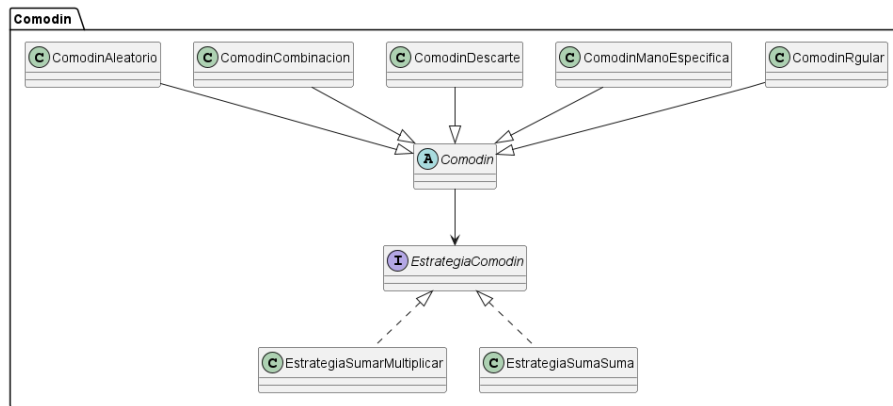 Comodin
C ComodinAleatorio
C ComodinCombinacion
C ComodinDescarte
C ComodinManoEspecifica
C ComodinRgular
A Comodin
I EstrategiaComodin
C EstrategiaSumarMultiplicar
C EstrategiaSumaSuma